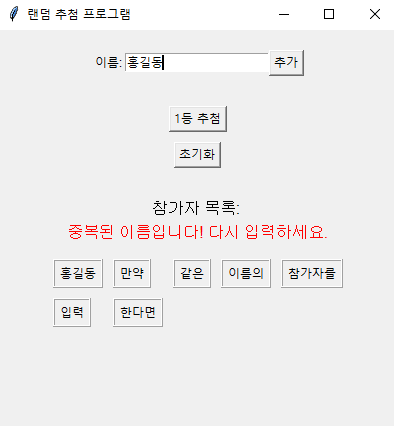 랜덤 추첨 프로그램
이름: 홍길동 추가
1등 추첨
초기화
참가자 목록:
중복된 이름입니다! 다시 입력하세요.
홍길동 만약 같은 이름의 참가자를
입력 한다면